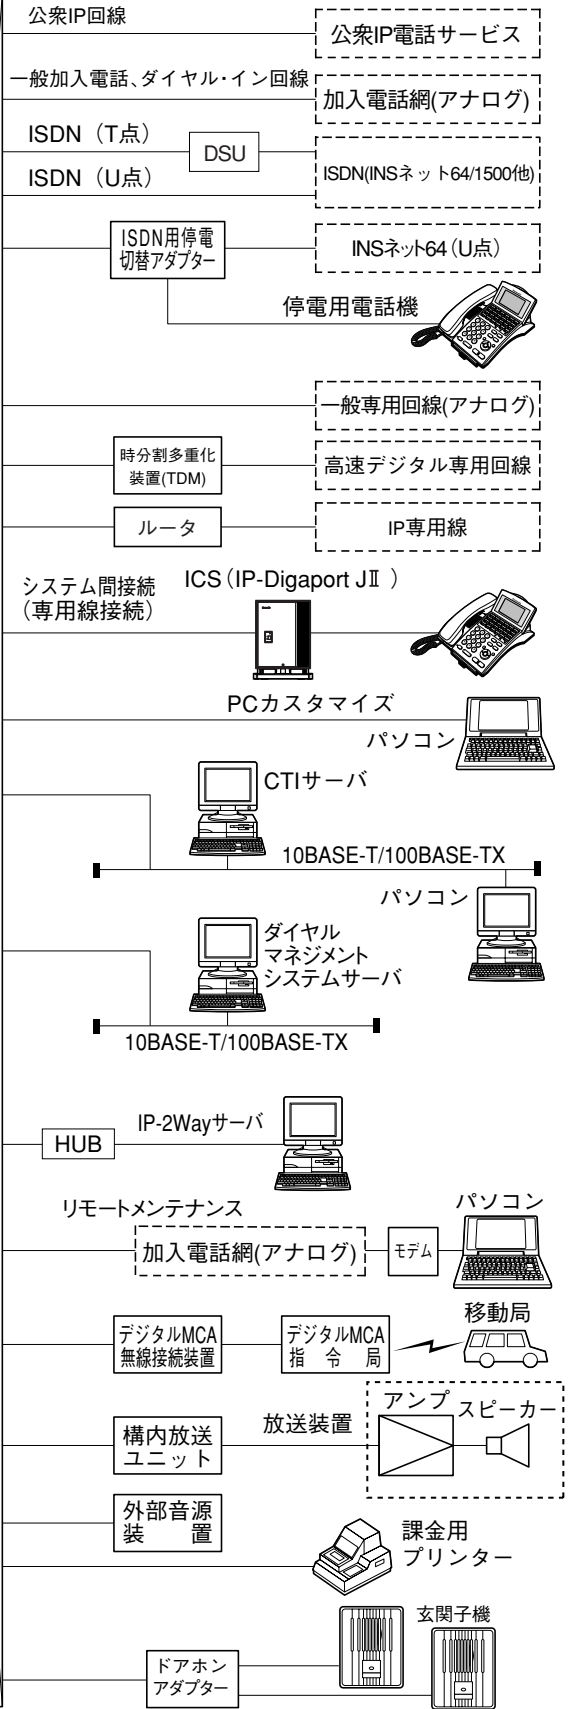 公衆IP回線
公衆IP電話サービス
一般加入電話、ダイヤル・イン回線
加入電話網(アナログ)
ISDN（T点）
DSU
ISDN(INSネット64/1500他)
ISDN（U点）
ISDN用停電
切替アダプター
INSネット64（U点）
停電用電話機
一般専用回線(アナログ)
時分割多重化
装置(TDM)
高速デジタル専用回線
ルータ
IP専用線
システム間接続
（専用線接続）
ICS（IP-Digaport JⅡ ）
PCカスタマイズ
パソコン
CTIサーバ
10BASE-T/100BASE-TX
パソコン
ダイヤル
マネジメント
システムサーバ
10BASE-T/100BASE-TX
HUB
IP-2Wayサーバ
リモートメンテナンス
加入電話網(アナログ)
モデム
パソコン
デジタルMCA
無線接続装置
デジタルMCA
指 令 局
移動局
構内放送
ユニット
放送装置
アンプ
スピーカー
外部音源
装 置
課金用
プリンター
玄関子機
ドアホン
アダプター